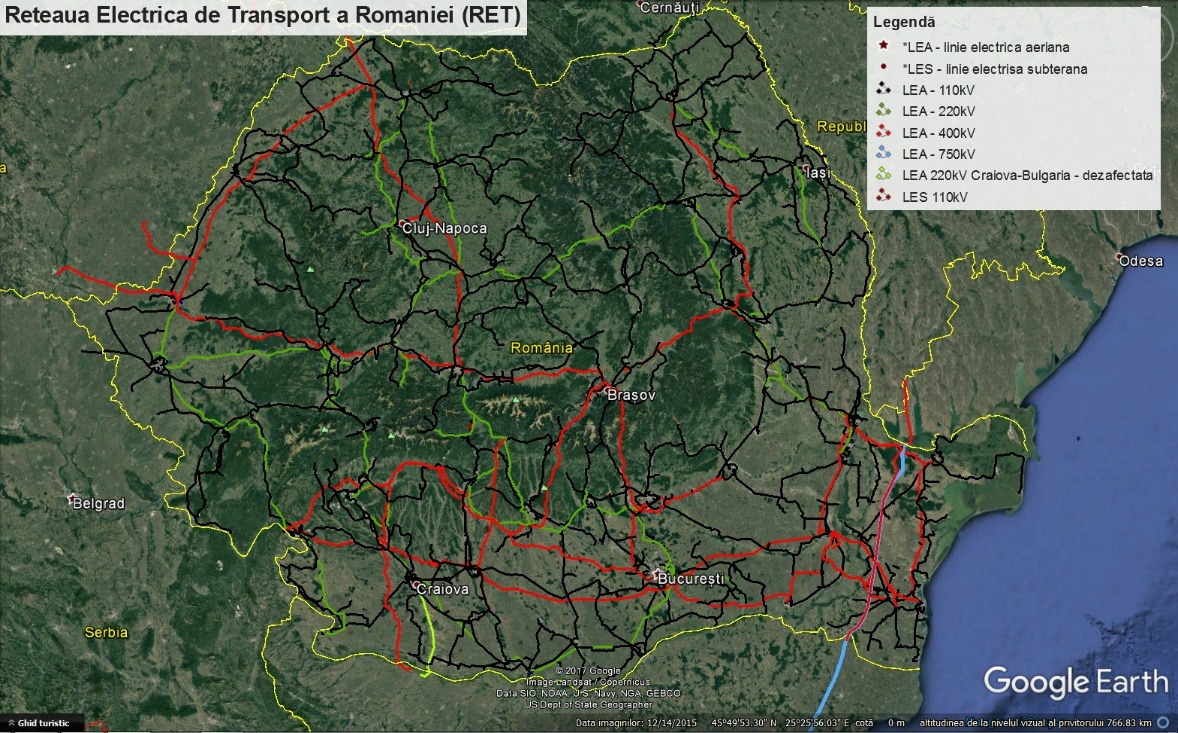 Reteaua Electrica de Transport a Romaniei (RET)
Cernăuți
Legendă
*LEA - linie electrica aeriana
*LES - linie electrisa subterana
LEA - 110kV
LEA - 220kV
LEA - 400kV
LEA - 750kV
LEA 220kV Craiova-Bulgaria - dezafectata
LES 110kV
Republ
a
Iași
Cluj-Napoca
Odesa
România
Brașov
Belgrad
București
Craiova
Serbia
© 2017 Google
Image Landsat / Copernicus
Data SIO, NOAA, U.S. Navy, NGA, GEBCO
US Dept of State Geographer
Google Earth
Ghid turistic
Data imaginilor: 12/14/2015 45°49'53.30" N 25°25'56.03" E cotă 0 m altitudinea de la nivelul vizual al privitorului 766.83 km